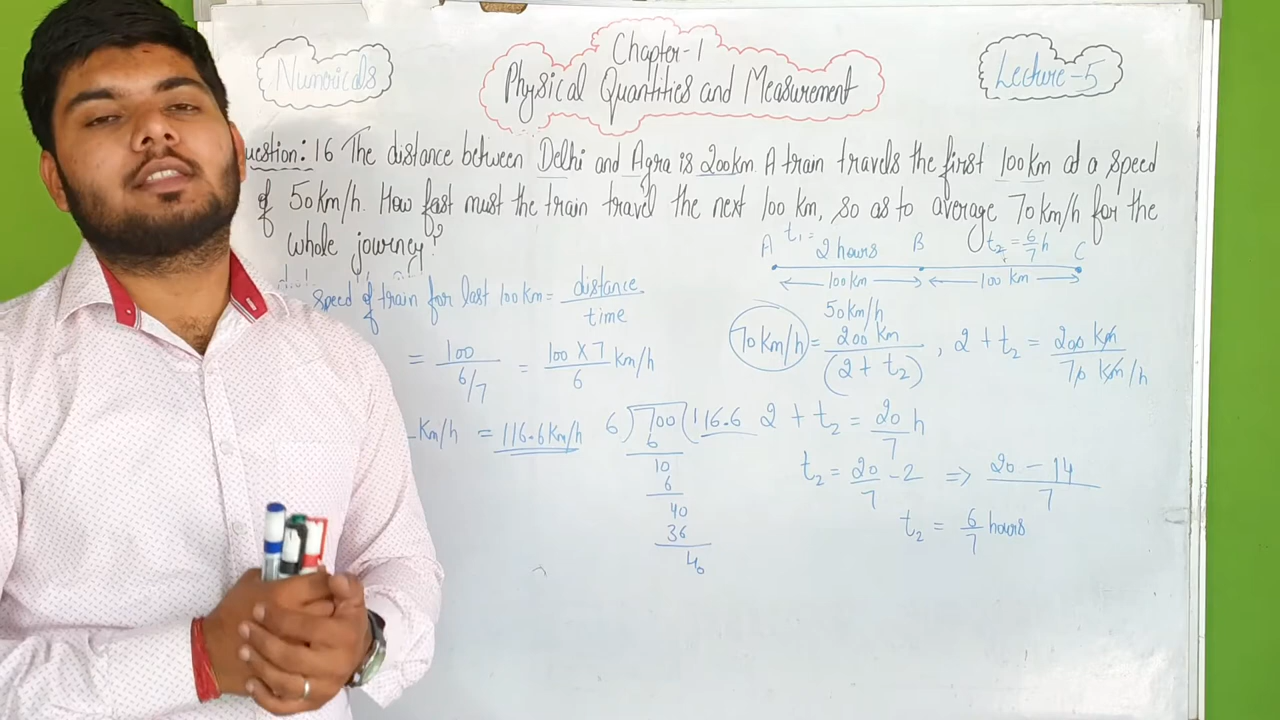 Numericals
Chapter-1
Physical Quantities and Measurement
Lecture-5
uestion: 16 The distance between Delhi and Agra is 200km. A train travels the first 100km at a speed
of 50km/h. How fast must the train travel the next 100 km, so as to average 70km/h for the
whole journey?
A t₁ = 2 hours B t₂ = 6/7 h C
100km 100 km
50km/h
speed of train for last 100km = distance/time
= 100/(6/7) = (100 X 7)/6 km/h
Km/h = 116.6 Km/h
6)700(116.6
6
10
6
40
36
40
70km/h = 200 km/(2 + t₂), 2 + t₂ = 200 km/70 km/h
2 + t₂ = 20/7 h
t₂ = 20/7 - 2 => (20 - 14)/7
t₂ = 6/7 hours